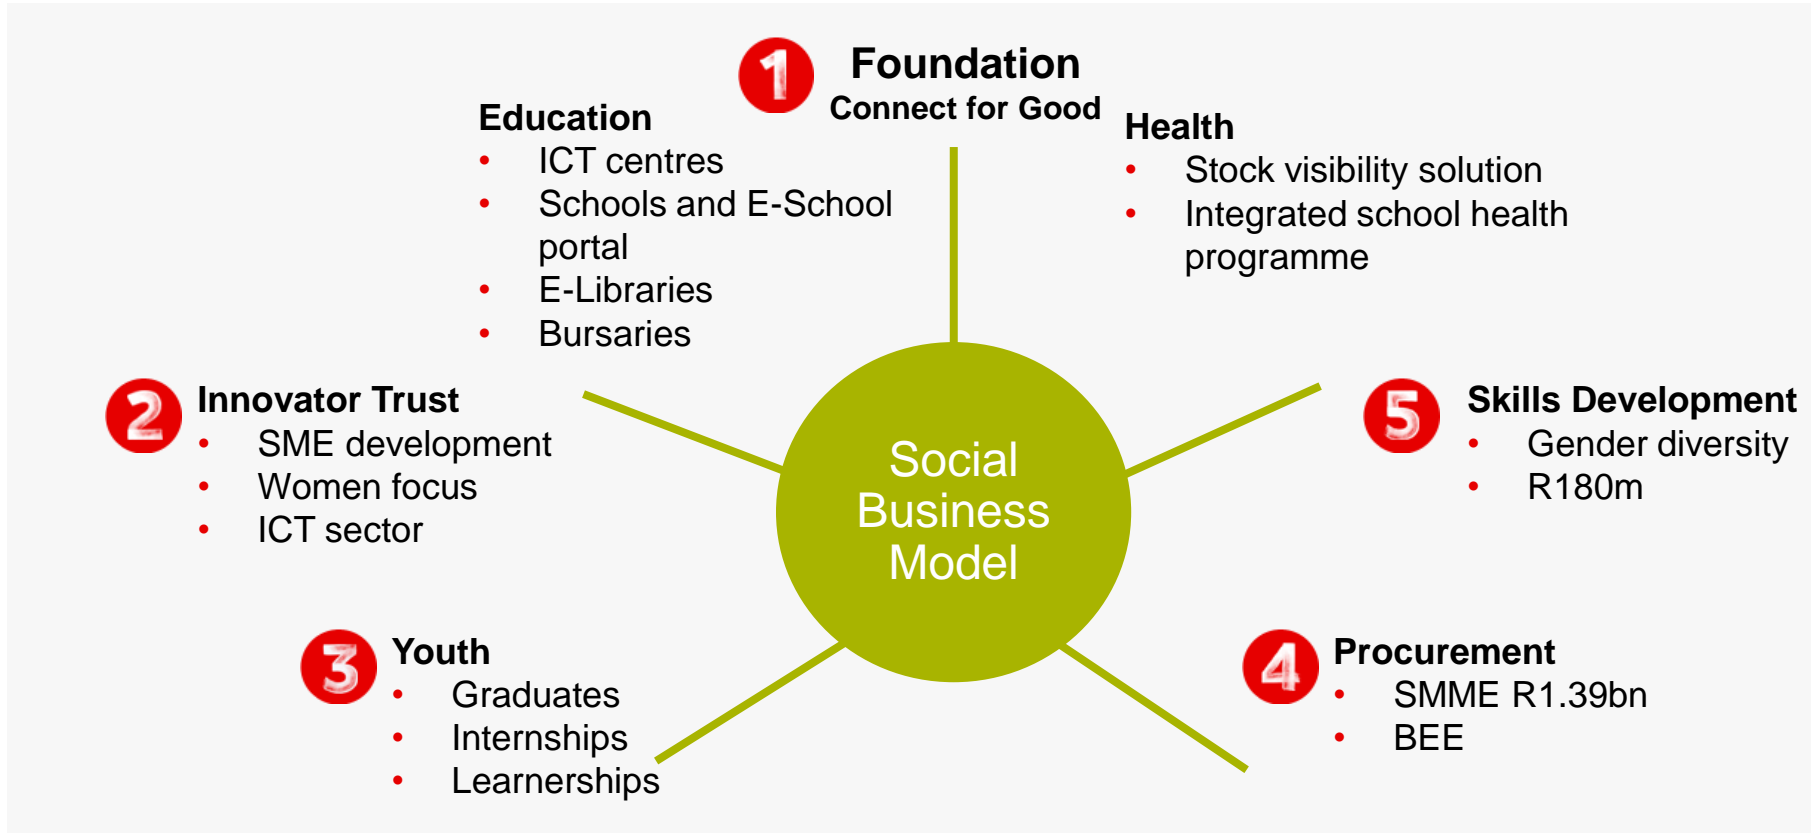 1
Foundation
Connect for Good
Education
• ICT centres
• Schools and E-School
portal
• E-Libraries
• Bursaries
Health
• Stock visibility solution
• Integrated school health
programme
2
Innovator Trust
• SME development
• Women focus
• ICT sector
Social
Business
Model
5
Skills Development
• Gender diversity
• R180m
3
Youth
• Graduates
• Internships
• Learnerships
4
Procurement
• SMME R1.39bn
• BEE